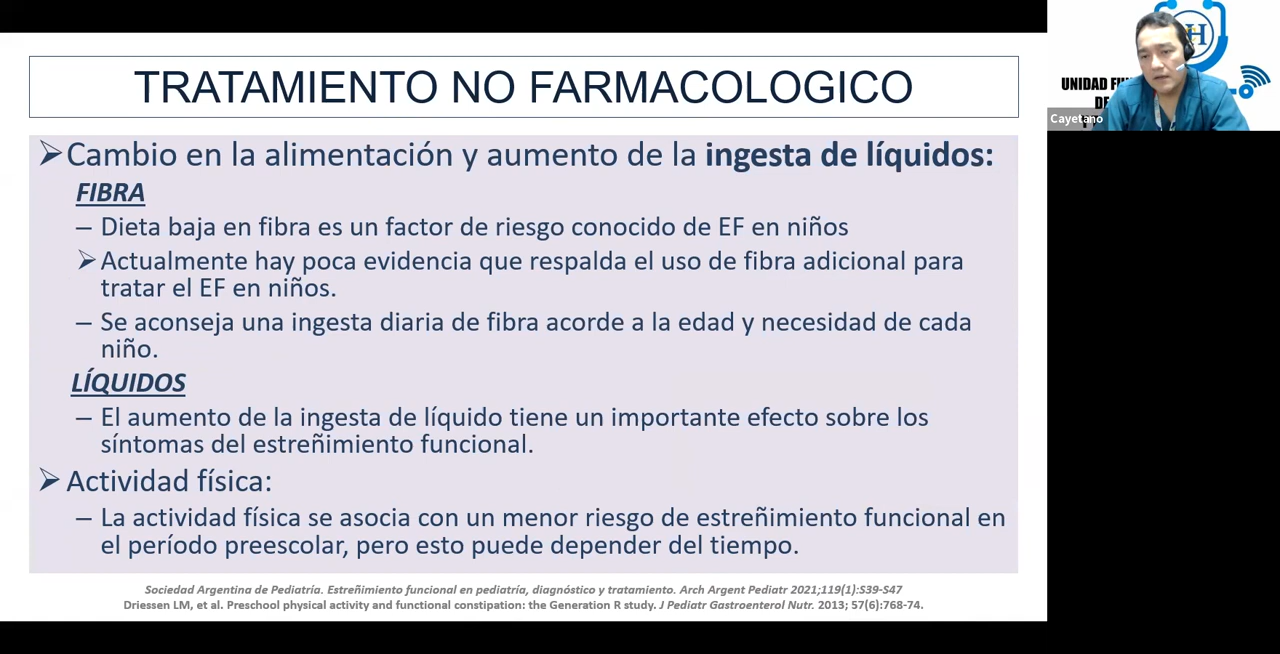 TRATAMIENTO NO FARMACOLOGICO
➢Cambio en la alimentación y aumento de la ingesta de líquidos:
FIBRA
– Dieta baja en fibra es un factor de riesgo conocido de EF en niños
➢Actualmente hay poca evidencia que respalda el uso de fibra adicional para
tratar el EF en niños.
– Se aconseja una ingesta diaria de fibra acorde a la edad y necesidad de cada
niño.
LÍQUIDOS
– El aumento de la ingesta de líquido tiene un importante efecto sobre los
síntomas del estreñimiento funcional.
➢Actividad física:
– La actividad física se asocia con un menor riesgo de estreñimiento funcional en
el período preescolar, pero esto puede depender del tiempo.
Sociedad Argentina de Pediatría. Estreñimiento funcional en pediatría, diagnóstico y tratamiento. Arch Argent Pediatr 2021;119(1):S39-S47
Driessen LM, et al. Preschool physical activity and functional constipation: the Generation R study. J Pediatr Gastroenterol Nutr. 2013; 57(6):768-74.
H
UNIDAD
DE
Cayetano